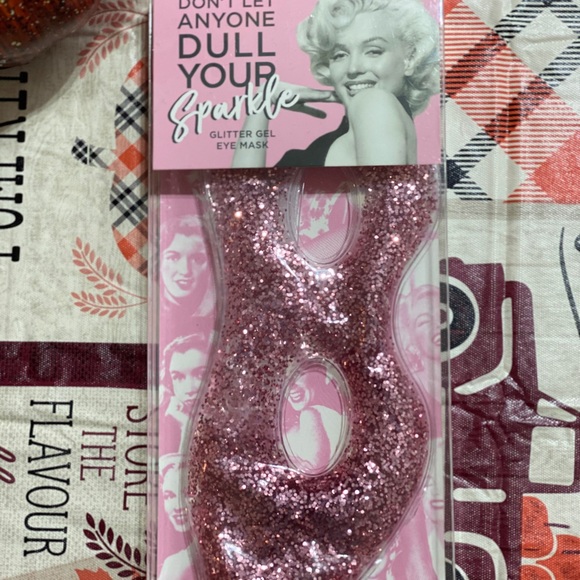 DON'T LET
ANYONE
DULL
YOUR
Sparkle
GLITTER GEL
EYE MASK
STORE
THE
FLAVOUR